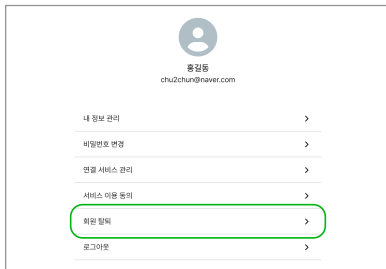 홍길동
chu2chun@naver.com
내 정보 관리
비밀번호 변경
연결 서비스 관리
서비스 이용 동의
회원 탈퇴
로그아웃